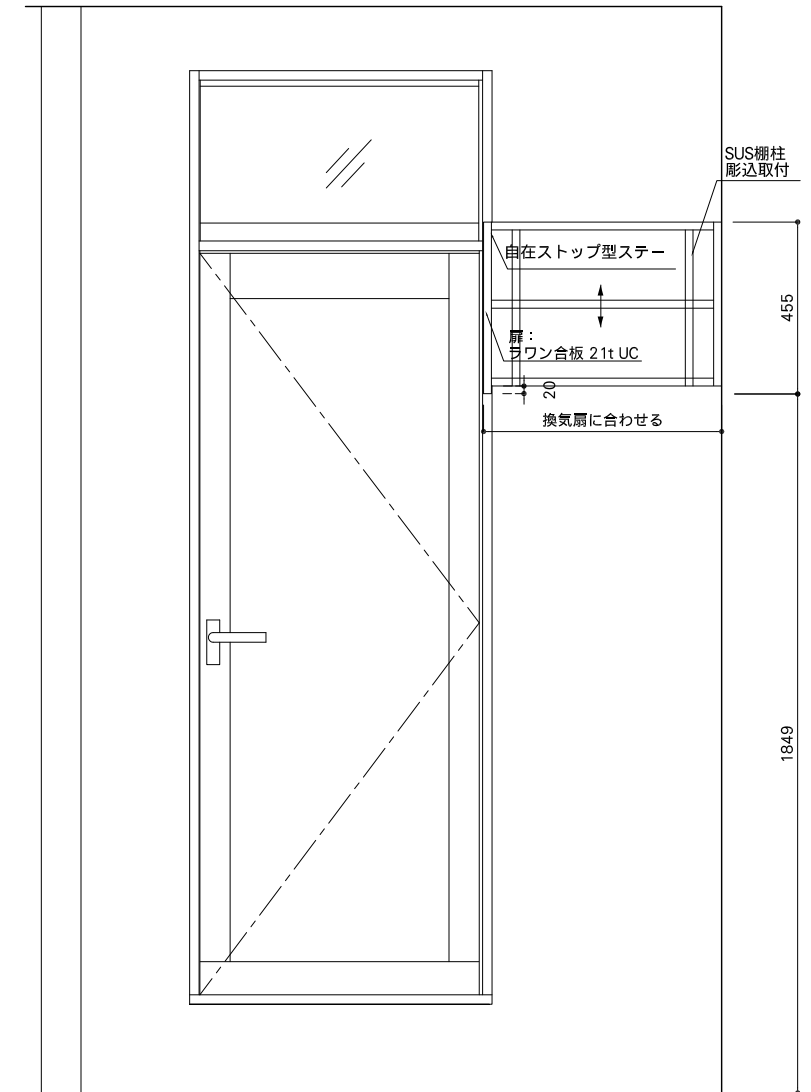 SUS棚柱
彫込取付
自在ストップ型ステー
455
扉：
ラワン合板 21t UC
20
換気扇に合わせる
1849